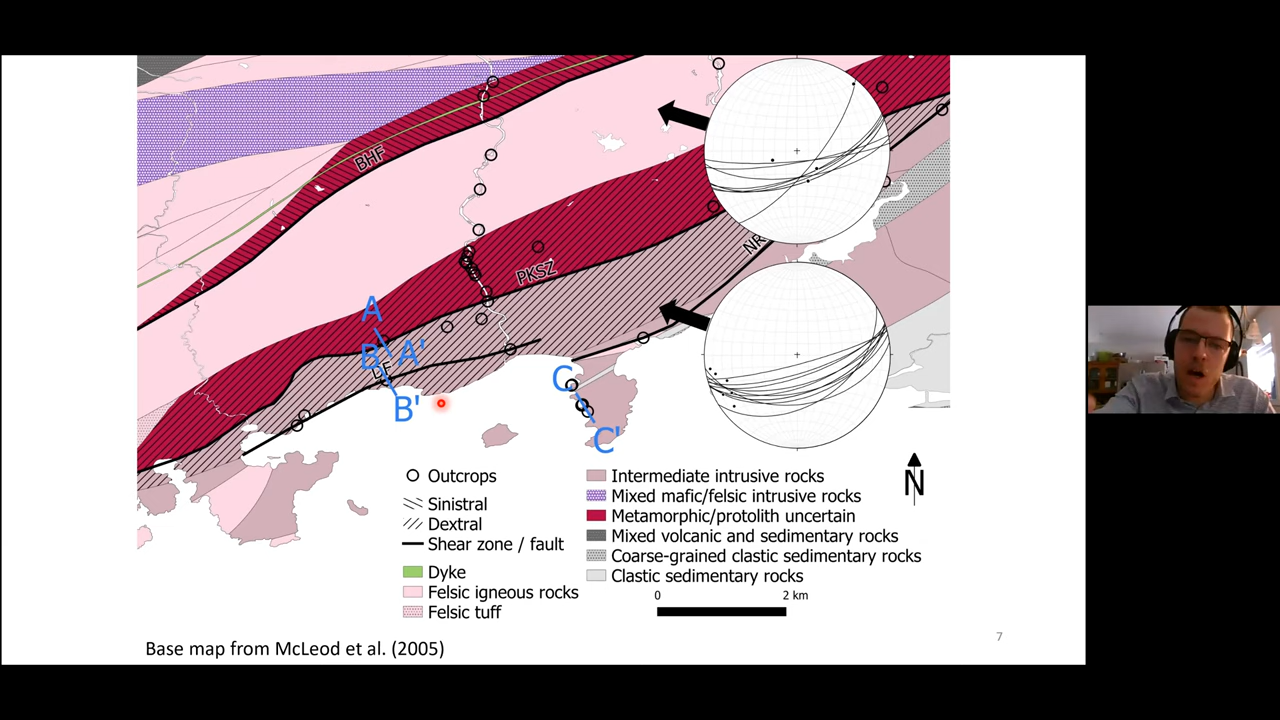 BHF
NR
PKSZ
A
B
A'
DF
B'
C
C'
Outcrops
Sinistral
Dextral
Shear zone / fault
Dyke
Felsic igneous rocks
Felsic tuff
Intermediate intrusive rocks
Mixed mafic/felsic intrusive rocks
Metamorphic/protolith uncertain
Mixed volcanic and sedimentary rocks
Coarse-grained clastic sedimentary rocks
Clastic sedimentary rocks
N
0 2 km
Base map from McLeod et al. (2005)
7